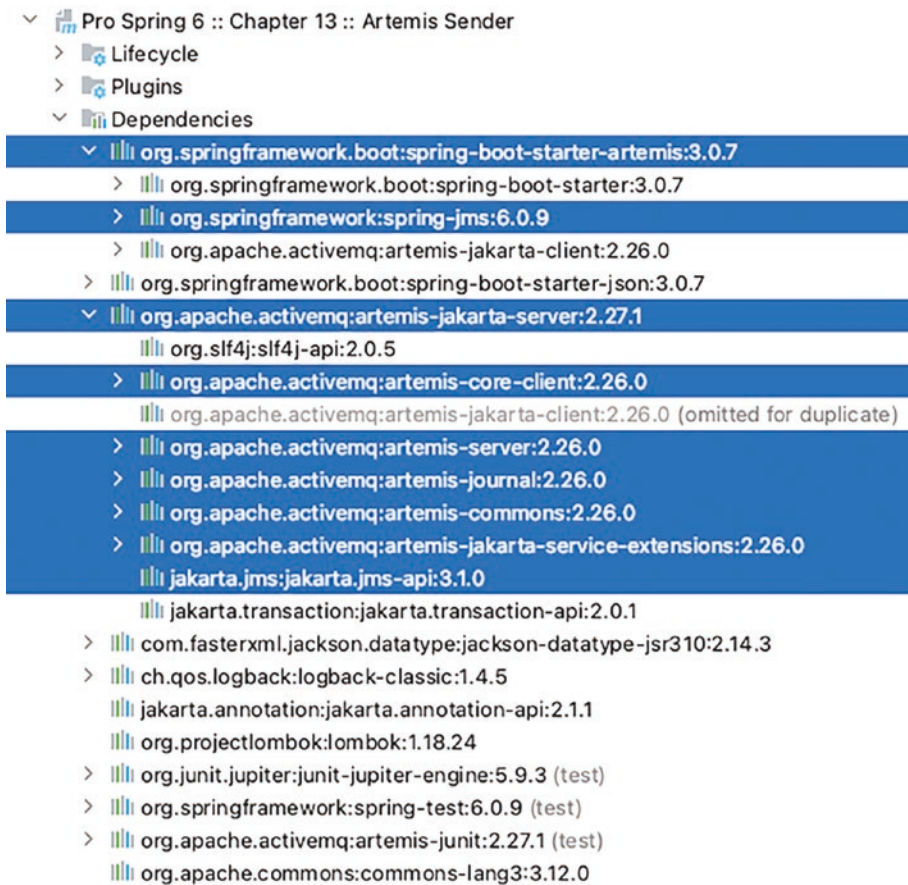 Pro Spring 6 :: Chapter 13 :: Artemis Sender
Lifecycle
Plugins
Dependencies
org.springframework.boot:spring-boot-starter-artemis:3.0.7
org.springframework.boot:spring-boot-starter:3.0.7
org.springframework:spring-jms:6.0.9
org.apache.activemq:artemis-jakarta-client:2.26.0
org.springframework.boot:spring-boot-starter-json:3.0.7
org.apache.activemq:artemis-jakarta-server:2.27.1
org.slf4j:slf4j-api:2.0.5
org.apache.activemq:artemis-core-client:2.26.0
org.apache.activemq:artemis-jakarta-client:2.26.0 (omitted for duplicate)
org.apache.activemq:artemis-server:2.26.0
org.apache.activemq:artemis-journal:2.26.0
org.apache.activemq:artemis-commons:2.26.0
org.apache.activemq:artemis-jakarta-service-extensions:2.26.0
jakarta.jms:jakarta.jms-api:3.1.0
jakarta.transaction:jakarta.transaction-api:2.0.1
com.fasterxml.jackson.datatype:jackson-datatype-jsr310:2.14.3
ch.qos.logback:logback-classic:1.4.5
jakarta.annotation:jakarta.annotation-api:2.1.1
org.projectlombok:lombok:1.18.24
org.junit.jupiter:junit-jupiter-engine:5.9.3 (test)
org.springframework:spring-test:6.0.9 (test)
org.apache.activemq:artemis-junit:2.27.1 (test)
org.apache.commons:commons-lang3:3.12.0